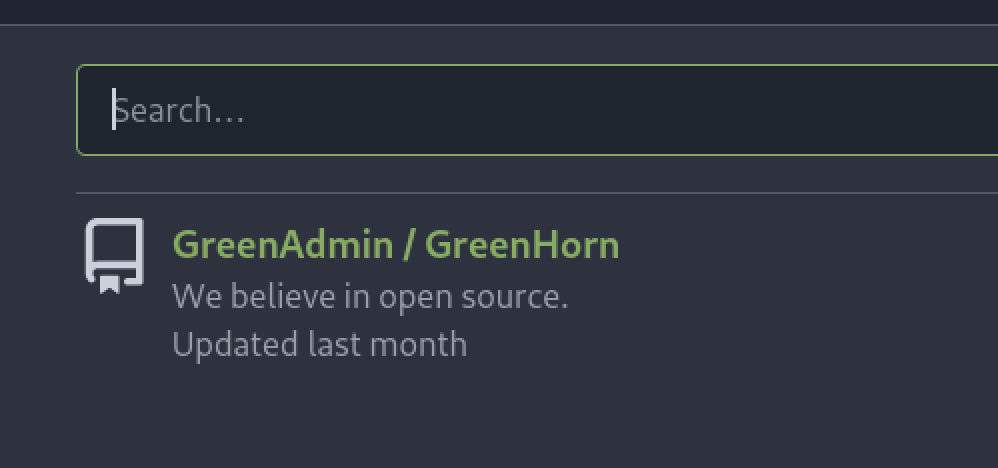 Search...
GreenAdmin / GreenHorn
We believe in open source.
Updated last month